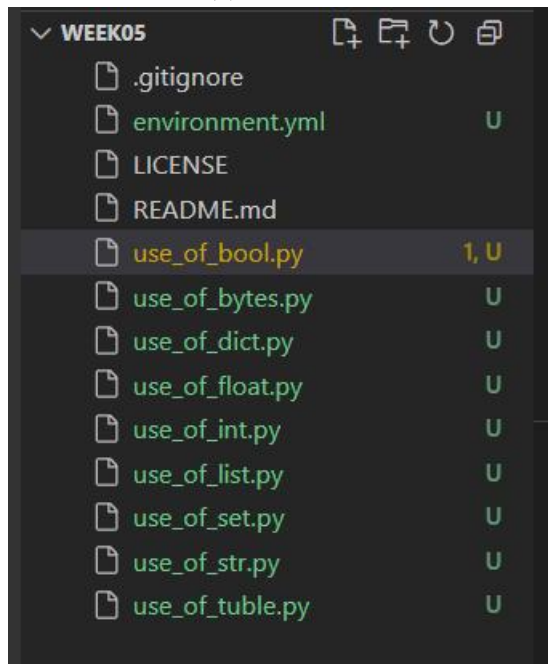 WEEK05
.gitignore
environment.yml U
LICENSE
README.md
use_of_bool.py 1, U
use_of_bytes.py U
use_of_dict.py U
use_of_float.py U
use_of_int.py U
use_of_list.py U
use_of_set.py U
use_of_str.py U
use_of_tuble.py U